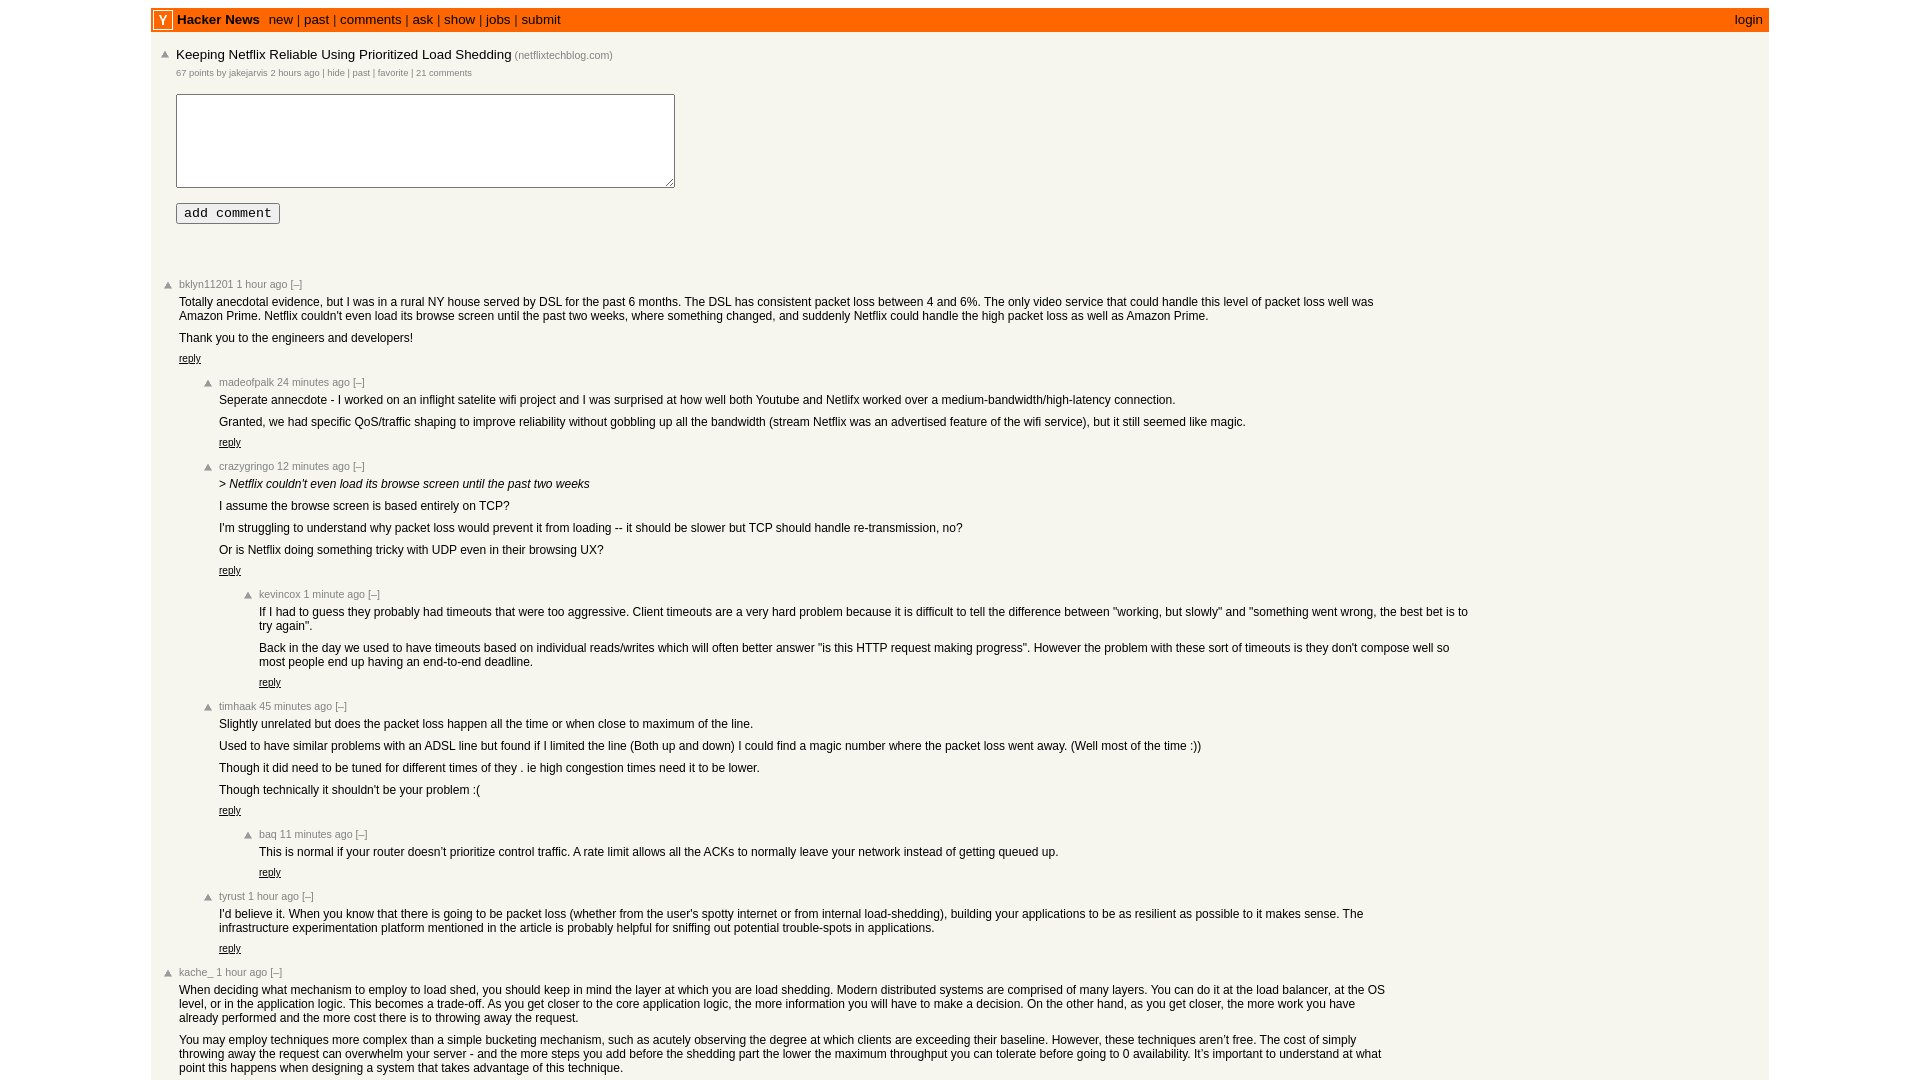 Y Hacker News new | past | comments | ask | show | jobs | submit login
Keeping Netflix Reliable Using Prioritized Load Shedding (netflixtechblog.com)
67 points by jakejarvis 2 hours ago | hide | past | favorite | 21 comments
add comment
bklyn11201 1 hour ago [–]
Totally anecdotal evidence, but I was in a rural NY house served by DSL for the past 6 months. The DSL has consistent packet loss between 4 and 6%. The only video service that could handle this level of packet loss well was
Amazon Prime. Netflix couldn't even load its browse screen until the past two weeks, where something changed, and suddenly Netflix could handle the high packet loss as well as Amazon Prime.
Thank you to the engineers and developers!
reply
madeofpalk 24 minutes ago [–]
Seperate annecdote - I worked on an inflight satelite wifi project and I was surprised at how well both Youtube and Netlifx worked over a medium-bandwidth/high-latency connection.
Granted, we had specific QoS/traffic shaping to improve reliability without gobbling up all the bandwidth (stream Netflix was an advertised feature of the wifi service), but it still seemed like magic.
reply
crazygringo 12 minutes ago [–]
> Netflix couldn't even load its browse screen until the past two weeks
I assume the browse screen is based entirely on TCP?
I'm struggling to understand why packet loss would prevent it from loading -- it should be slower but TCP should handle re-transmission, no?
Or is Netflix doing something tricky with UDP even in their browsing UX?
reply
kevincox 1 minute ago [–]
If I had to guess they probably had timeouts that were too aggressive. Client timeouts are a very hard problem because it is difficult to tell the difference between "working, but slowly" and "something went wrong, the best bet is to
try again".
Back in the day we used to have timeouts based on individual reads/writes which will often better answer "is this HTTP request making progress". However the problem with these sort of timeouts is they don't compose well so
most people end up having an end-to-end deadline.
reply
timhaak 45 minutes ago [–]
Slightly unrelated but does the packet loss happen all the time or when close to maximum of the line.
Used to have similar problems with an ADSL line but found if I limited the line (Both up and down) I could find a magic number where the packet loss went away. (Well most of the time :))
Though it did need to be tuned for different times of they . ie high congestion times need it to be lower.
Though technically it shouldn't be your problem :(
reply
baq 11 minutes ago [–]
This is normal if your router doesn’t prioritize control traffic. A rate limit allows all the ACKs to normally leave your network instead of getting queued up.
reply
tyrust 1 hour ago [–]
I'd believe it. When you know that there is going to be packet loss (whether from the user's spotty internet or from internal load-shedding), building your applications to be as resilient as possible to it makes sense. The
infrastructure experimentation platform mentioned in the article is probably helpful for sniffing out potential trouble-spots in applications.
reply
kache_ 1 hour ago [–]
When deciding what mechanism to employ to load shed, you should keep in mind the layer at which you are load shedding. Modern distributed systems are comprised of many layers. You can do it at the load balancer, at the OS
level, or in the application logic. This becomes a trade-off. As you get closer to the core application logic, the more information you will have to make a decision. On the other hand, as you get closer, the more work you have
already performed and the more cost there is to throwing away the request.
You may employ techniques more complex than a simple bucketing mechanism, such as acutely observing the degree at which clients are exceeding their baseline. However, these techniques aren’t free. The cost of simply
throwing away the request can overwhelm your server - and the more steps you add before the shedding part the lower the maximum throughput you can tolerate before going to 0 availability. It’s important to understand at what
point this happens when designing a system that takes advantage of this technique.